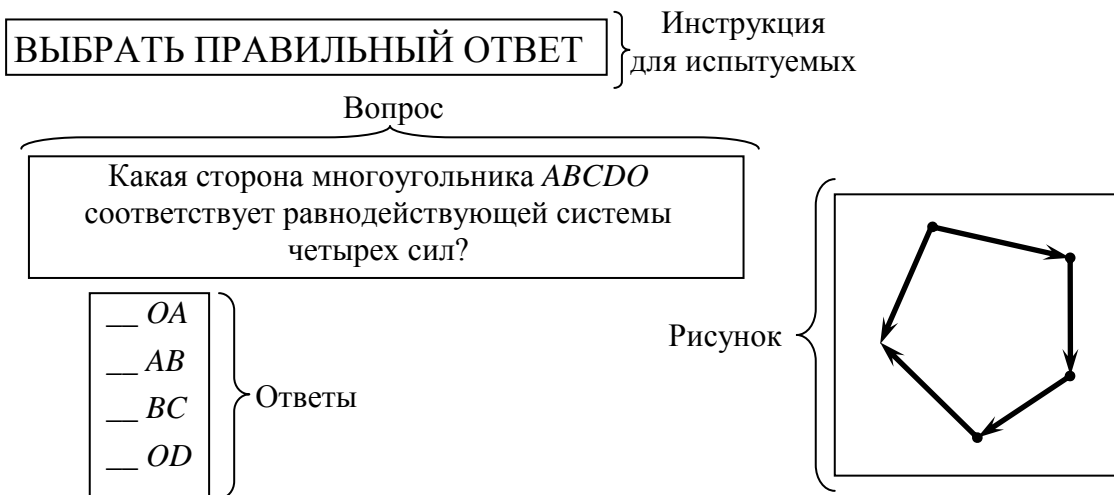 ВЫБРАТЬ ПРАВИЛЬНЫЙ ОТВЕТ
Инструкция
для испытуемых
Вопрос
Какая сторона многоугольника ABCDO
соответствует равнодействующей системы
четырех сил?
__ OA
__ AB
__ BC
__ OD
Ответы
Рисунок